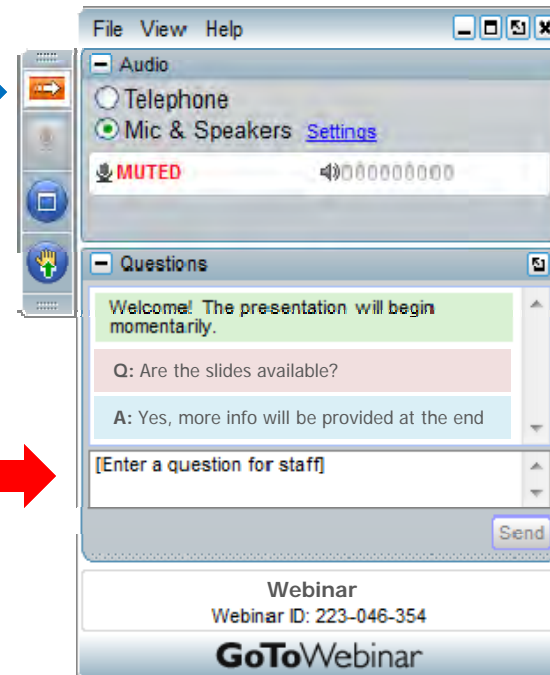 File View Help
Audio
Telephone
Mic & Speakers Settings
MUTED
Questions
Welcome! The presentation will begin
momentarily.
Q: Are the slides available?
A: Yes, more info will be provided at the end
[Enter a question for staff]
Send
Webinar
Webinar ID: 223-046-354
GoToWebinar